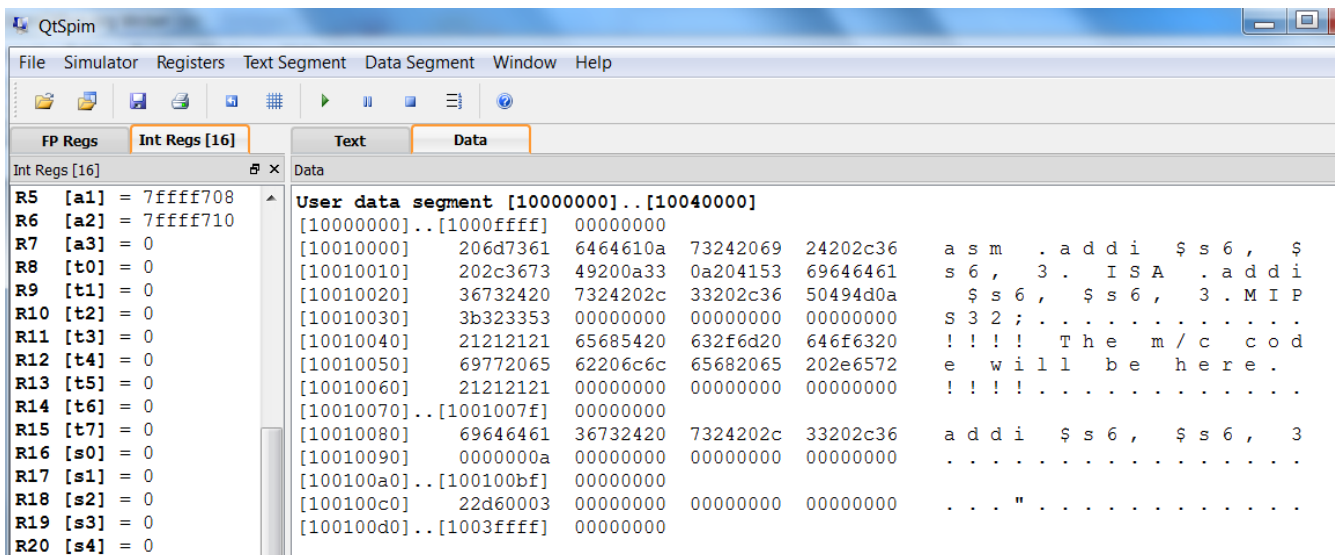 QtSpim
File Simulator Registers Text Segment Data Segment Window Help
FP Regs Int Regs [16] Text Data
Int Regs [16] Data
R5 [a1] = 7ffff708
R6 [a2] = 7ffff710
R7 [a3] = 0
R8 [t0] = 0
R9 [t1] = 0
R10 [t2] = 0
R11 [t3] = 0
R12 [t4] = 0
R13 [t5] = 0
R14 [t6] = 0
R15 [t7] = 0
R16 [s0] = 0
R17 [s1] = 0
R18 [s2] = 0
R19 [s3] = 0
R20 [s4] = 0
User data segment [10000000]..[10040000]
[10000000]..[1000ffff] 00000000
[10010000] 206d7361 6464610a 73242069 24202c36 a s m . a d d i $ s 6 , $
[10010010] 202c3673 49200a33 0a204153 69646461 s 6 , 3 . I S A . a d d i
[10010020] 36732420 7324202c 33202c36 50494d0a $ s 6 , $ s 6 , 3 . M I P
[10010030] 3b323353 00000000 00000000 00000000 S 3 2 ; . . . . . . . . . . . .
[10010040] 21212121 65685420 632f6d20 646f6320 ! ! ! ! T h e m / c c o d
[10010050] 69772065 62206c6c 65682065 202e6572 e w i l l b e h e r e .
[10010060] 21212121 00000000 00000000 00000000 ! ! ! ! . . . . . . . . . . . .
[10010070]..[1001007f] 00000000
[10010080] 69646461 36732420 7324202c 33202c36 a d d i $ s 6 , $ s 6 , 3
[10010090] 0000000a 00000000 00000000 00000000 . . . . . . . . . . . . . . . .
[100100a0]..[100100bf] 00000000
[100100c0] 22d60003 00000000 00000000 00000000 . . . " . . . . . . . . . . . .
[100100d0]..[1003ffff] 00000000